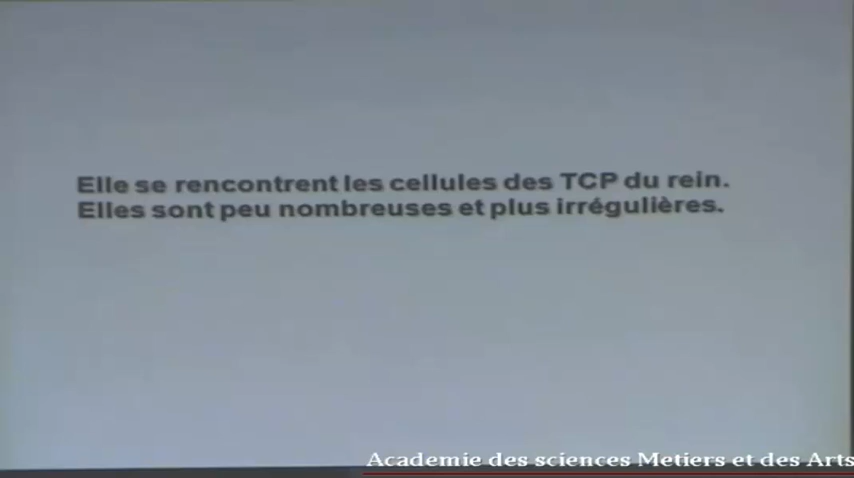 Elle se rencontrent les cellules des TCP du rein.
Elles sont peu nombreuses et plus irrégulières.
Academie des sciences Metiers et des Arts